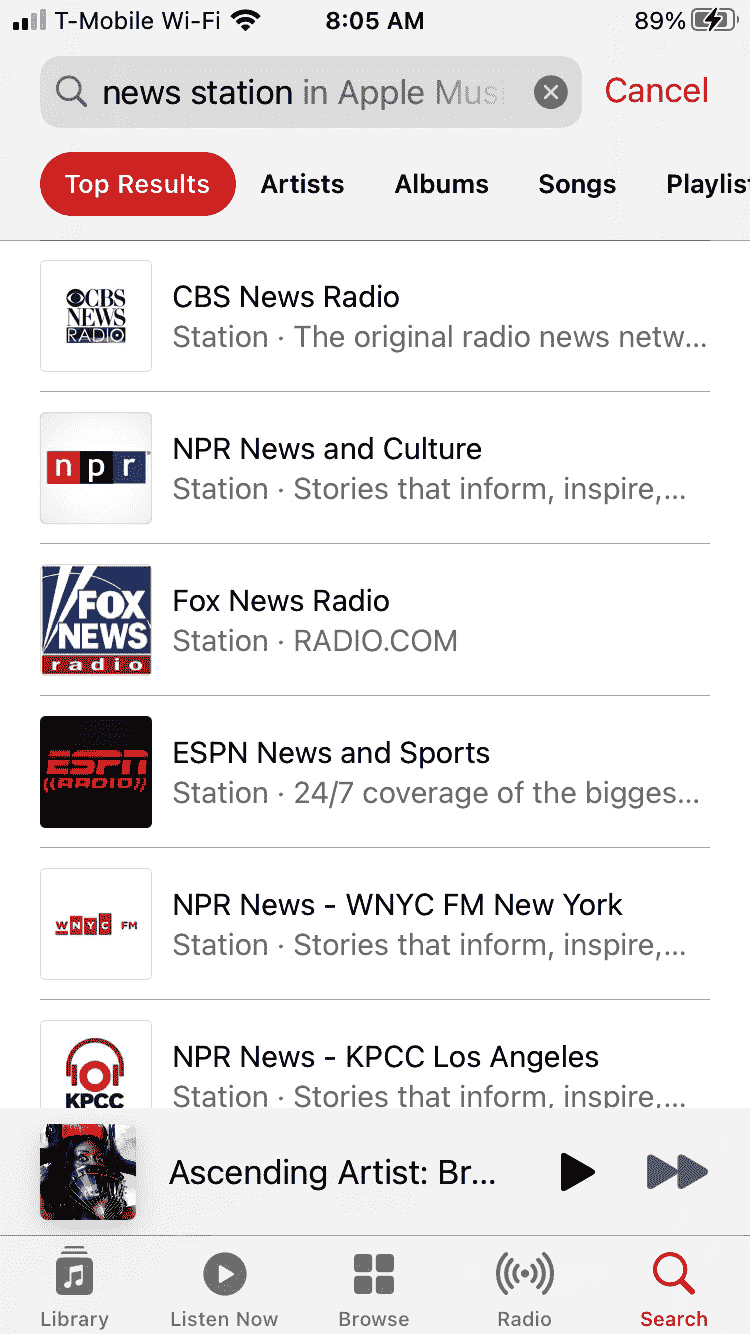 T-Mobile Wi-Fi 8:05 AM 89%
news station in Apple Mus
Cancel
Top Results Artists Albums Songs Playlis
CBS
NEWS
RADIO
CBS News Radio
Station · The original radio news netw...
npr
NPR News and Culture
Station · Stories that inform, inspire,...
FOX
NEWS
radio
Fox News Radio
Station · RADIO.COM
ESPN
((RADIO))
ESPN News and Sports
Station · 24/7 coverage of the bigges...
WNYC FM
NPR News - WNYC FM New York
Station · Stories that inform, inspire,...
KPCC
NPR News - KPCC Los Angeles
Station · Stories that inform, inspire,...
Ascending Artist: Br...
Library Listen Now Browse Radio Search